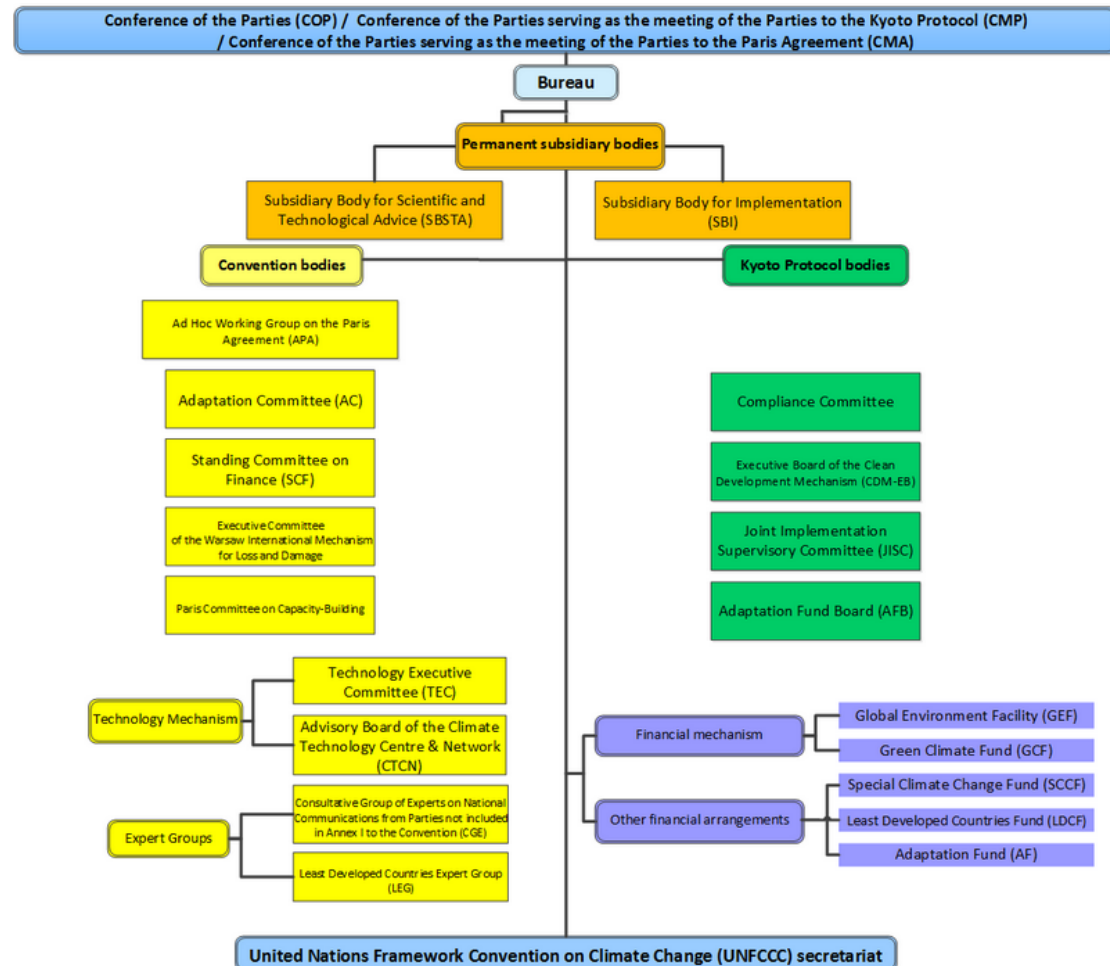 Conference of the Parties (COP) / Conference of the Parties serving as the meeting of the Parties to the Kyoto Protocol (CMP)
/ Conference of the Parties serving as the meeting of the Parties to the Paris Agreement (CMA)
Bureau
Permanent subsidiary bodies
Subsidiary Body for Scientific and
Technological Advice (SBSTA)
Subsidiary Body for Implementation
(SBI)
Convention bodies
Kyoto Protocol bodies
Ad Hoc Working Group on the Paris
Agreement (APA)
Adaptation Committee (AC)
Compliance Committee
Standing Committee on
Finance (SCF)
Executive Board of the Clean
Development Mechanism (CDM-EB)
Executive Committee
of the Warsaw International Mechanism
for Loss and Damage
Joint Implementation
Supervisory Committee (JISC)
Paris Committee on Capacity-Building
Adaptation Fund Board (AFB)
Technology Mechanism
Technology Executive
Committee (TEC)
Advisory Board of the Climate
Technology Centre & Network
(CTCN)
Financial mechanism
Global Environment Facility (GEF)
Green Climate Fund (GCF)
Expert Groups
Consultative Group of Experts on National
Communications from Parties not included
in Annex I to the Convention (CGE)
Least Developed Countries Expert Group
(LEG)
Other financial arrangements
Special Climate Change Fund (SCCF)
Least Developed Countries Fund (LDCF)
Adaptation Fund (AF)
United Nations Framework Convention on Climate Change (UNFCCC) secretariat